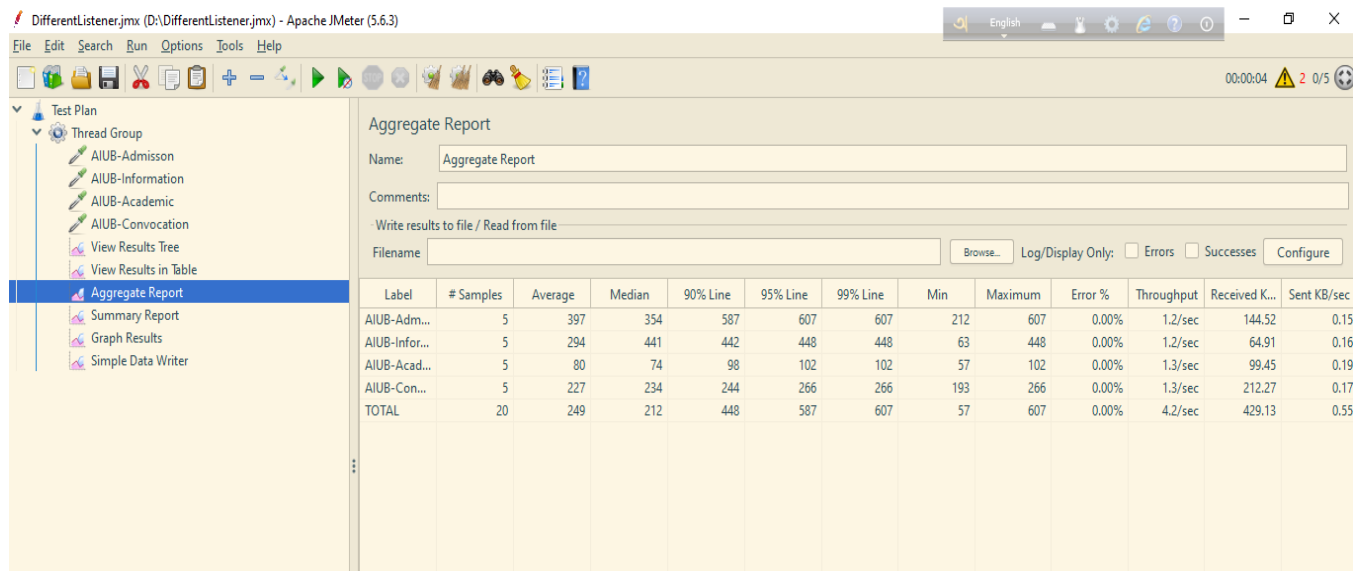 DifferentListener.jmx (D:\DifferentListener.jmx) - Apache JMeter (5.6.3)
English
File Edit Search Run Options Tools Help
00:00:04 2 0/5
Test Plan
Thread Group
AIUB-Admisson
AIUB-Information
AIUB-Academic
AIUB-Convocation
View Results Tree
View Results in Table
Aggregate Report
Summary Report
Graph Results
Simple Data Writer
Aggregate Report
Name: Aggregate Report
Comments:
Write results to file / Read from file
Filename Browse... Log/Display Only: Errors Successes Configure
Label # Samples Average Median 90% Line 95% Line 99% Line Min Maximum Error % Throughput Received K... Sent KB/sec
AIUB-Adm... 5 397 354 587 607 607 212 607 0.00% 1.2/sec 144.52 0.15
AIUB-Infor... 5 294 441 442 448 448 63 448 0.00% 1.2/sec 64.91 0.16
AIUB-Acad... 5 80 74 98 102 102 57 102 0.00% 1.3/sec 99.45 0.19
AIUB-Con... 5 227 234 244 266 266 193 266 0.00% 1.3/sec 212.27 0.17
TOTAL 20 249 212 448 587 607 57 607 0.00% 4.2/sec 429.13 0.55